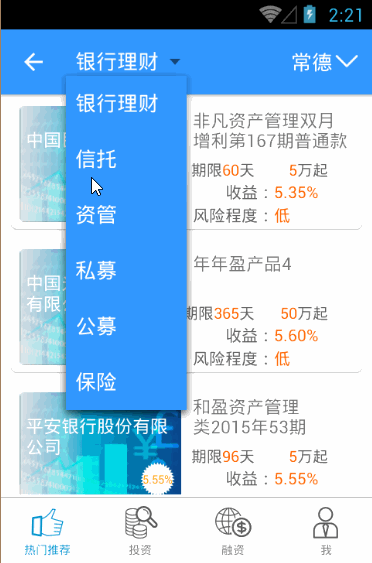 2:21
银行理财
常德
银行理财
信托
资管
私募
公募
保险
中国
非凡资产管理双月
增利第167期普通款
期限60天 5万起
收益：5.35%
风险程度：低
中国
有限
年年盈产品4
期限365天 50万起
收益：5.60%
风险程度：低
平安银行股份有限
公司
5.55%
和盈资产管理
类2015年53期
期限96天 5万起
收益：5.55%
热门推荐
投资
融资
我